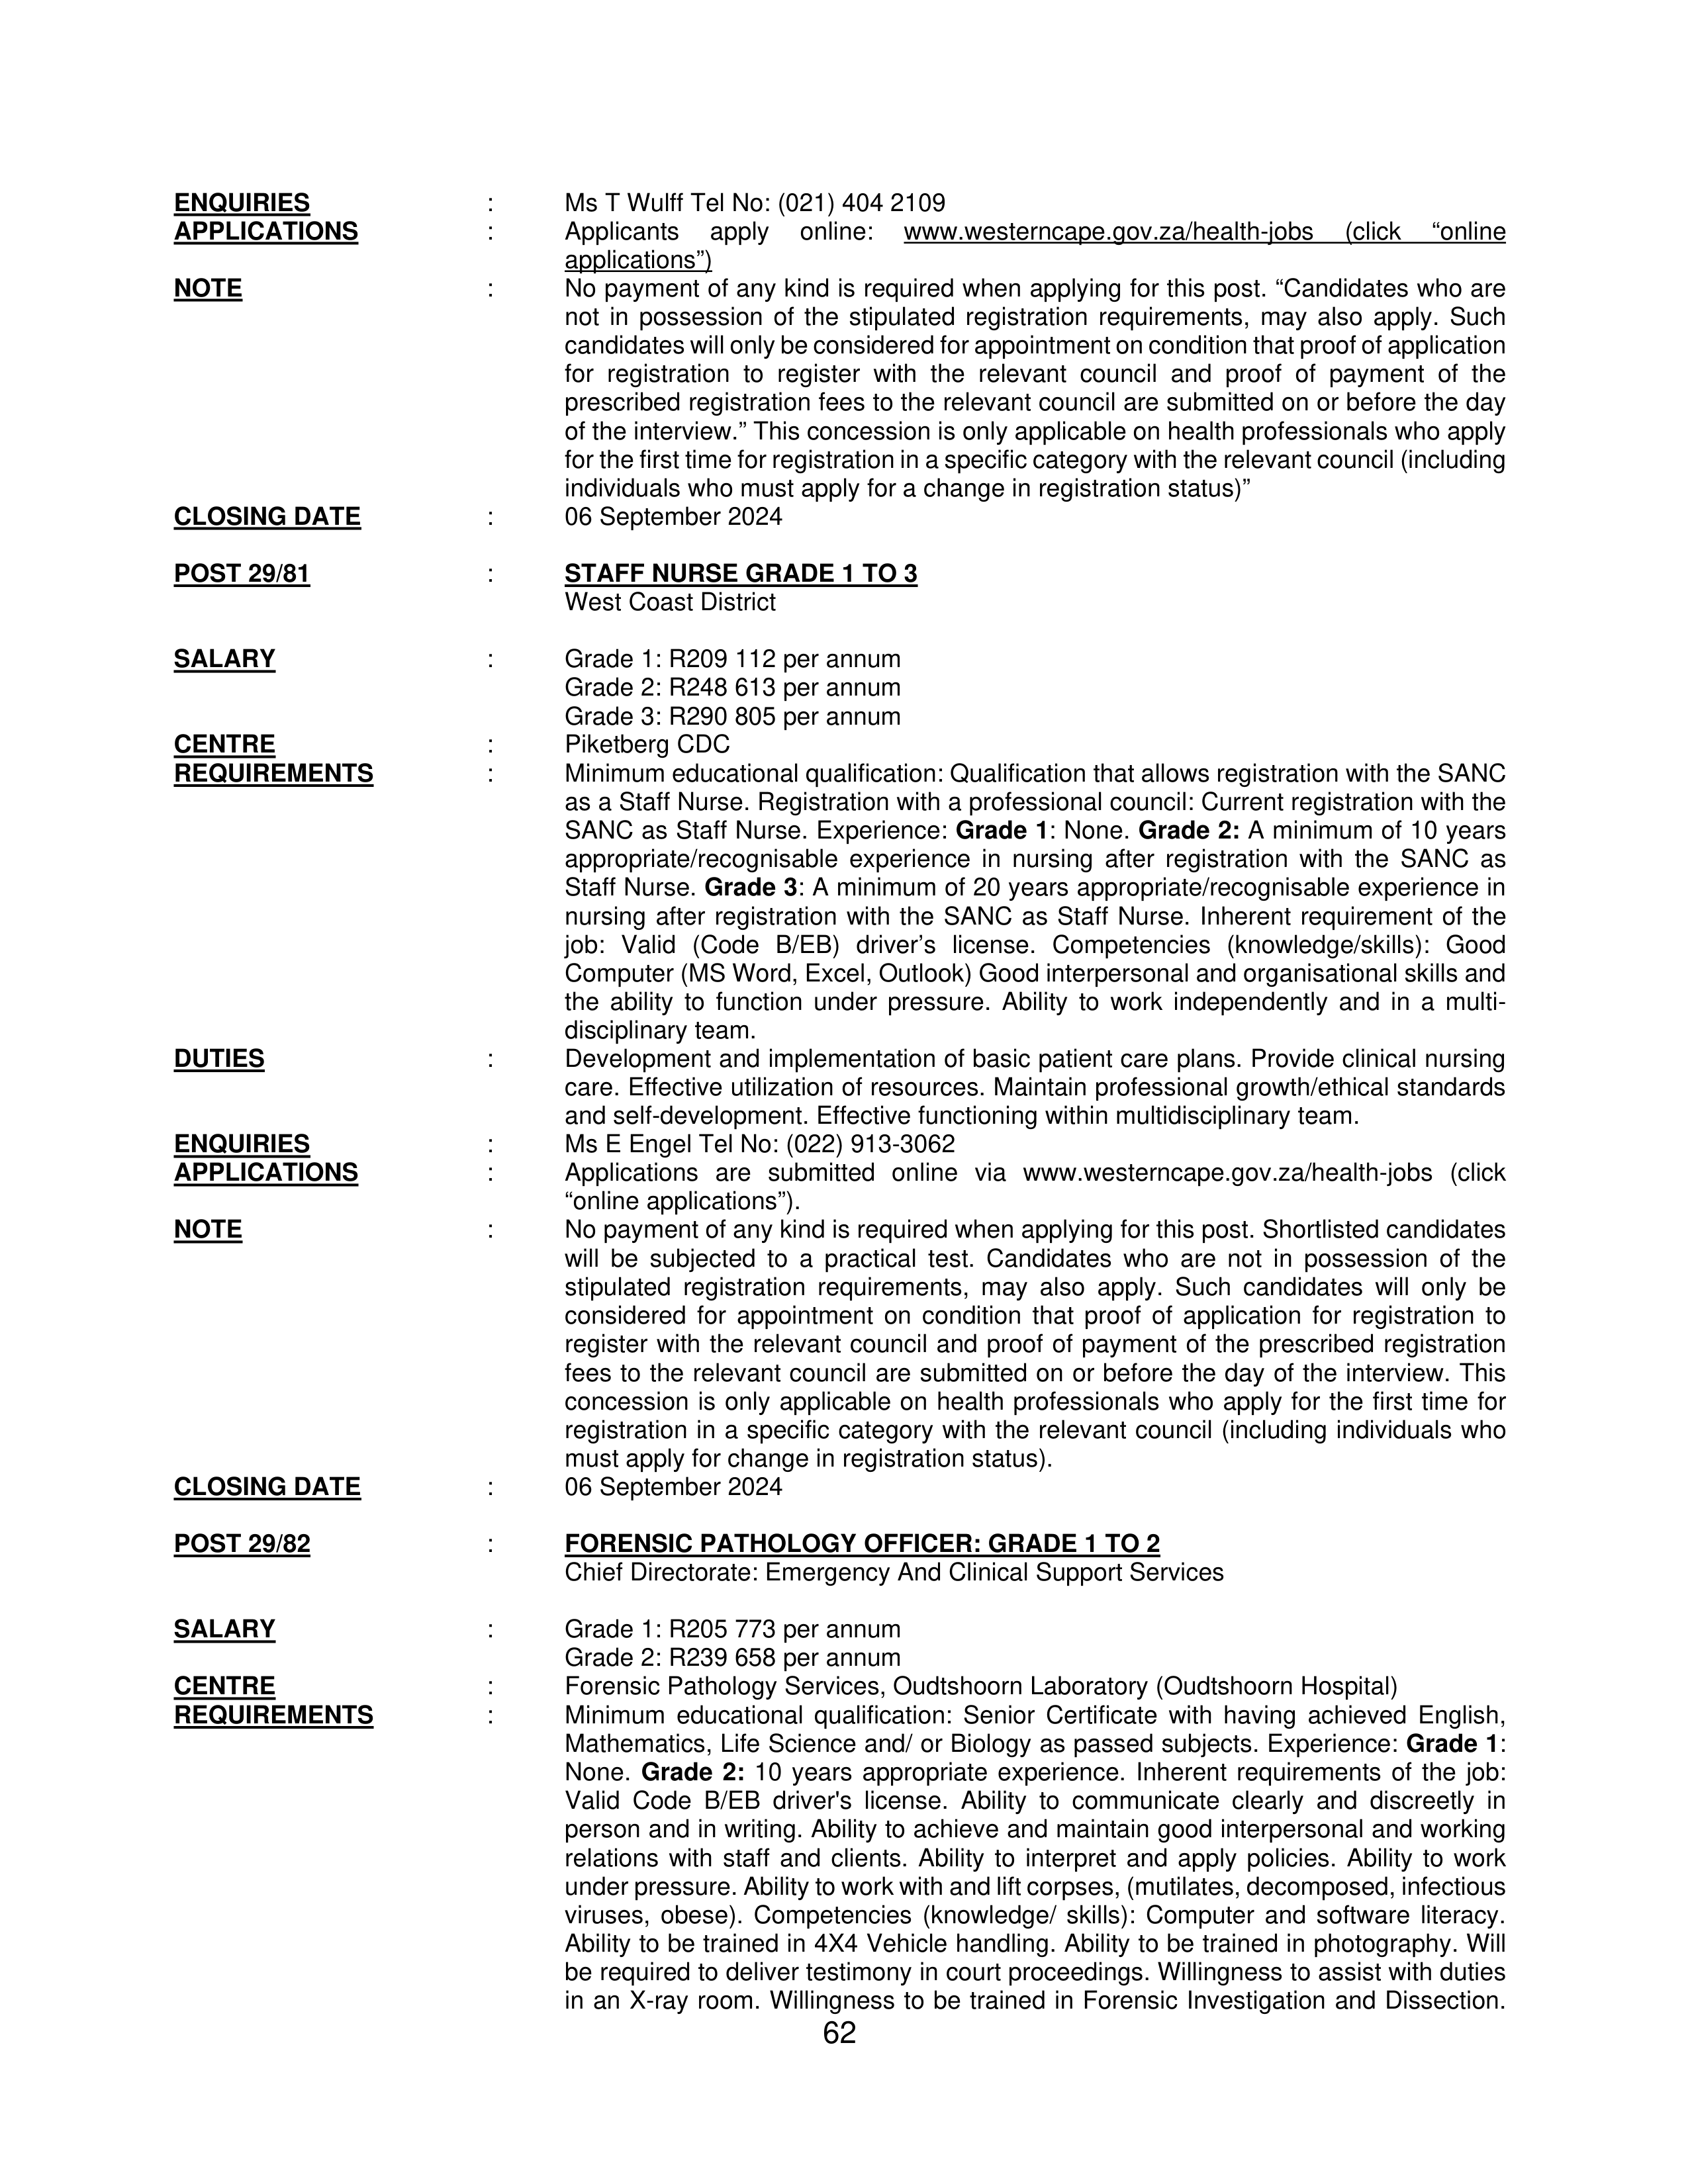 ENQUIRIES : Ms T Wulff Tel No: (021) 404 2109
APPLICATIONS : Applicants apply online: www.westerncape.gov.za/health-jobs (click “online
applications”)
NOTE : No payment of any kind is required when applying for this post. “Candidates who are
not in possession of the stipulated registration requirements, may also apply. Such
candidates will only be considered for appointment on condition that proof of application
for registration to register with the relevant council and proof of payment of the
prescribed registration fees to the relevant council are submitted on or before the day
of the interview.” This concession is only applicable on health professionals who apply
for the first time for registration in a specific category with the relevant council (including
individuals who must apply for a change in registration status)”
CLOSING DATE : 06 September 2024
POST 29/81 : STAFF NURSE GRADE 1 TO 3
West Coast District
SALARY : Grade 1: R209 112 per annum
Grade 2: R248 613 per annum
Grade 3: R290 805 per annum
CENTRE : Piketberg CDC
REQUIREMENTS : Minimum educational qualification: Qualification that allows registration with the SANC
as a Staff Nurse. Registration with a professional council: Current registration with the
SANC as Staff Nurse. Experience: Grade 1: None. Grade 2: A minimum of 10 years
appropriate/recognisable experience in nursing after registration with the SANC as
Staff Nurse. Grade 3: A minimum of 20 years appropriate/recognisable experience in
nursing after registration with the SANC as Staff Nurse. Inherent requirement of the
job: Valid (Code B/EB) driver’s license. Competencies (knowledge/skills): Good
Computer (MS Word, Excel, Outlook) Good interpersonal and organisational skills and
the ability to function under pressure. Ability to work independently and in a multi-
disciplinary team.
DUTIES : Development and implementation of basic patient care plans. Provide clinical nursing
care. Effective utilization of resources. Maintain professional growth/ethical standards
and self-development. Effective functioning within multidisciplinary team.
ENQUIRIES : Ms E Engel Tel No: (022) 913-3062
APPLICATIONS : Applications are submitted online via www.westerncape.gov.za/health-jobs (click
“online applications”).
NOTE : No payment of any kind is required when applying for this post. Shortlisted candidates
will be subjected to a practical test. Candidates who are not in possession of the
stipulated registration requirements, may also apply. Such candidates will only be
considered for appointment on condition that proof of application for registration to
register with the relevant council and proof of payment of the prescribed registration
fees to the relevant council are submitted on or before the day of the interview. This
concession is only applicable on health professionals who apply for the first time for
registration in a specific category with the relevant council (including individuals who
must apply for change in registration status).
CLOSING DATE : 06 September 2024
POST 29/82 : FORENSIC PATHOLOGY OFFICER: GRADE 1 TO 2
Chief Directorate: Emergency And Clinical Support Services
SALARY : Grade 1: R205 773 per annum
Grade 2: R239 658 per annum
CENTRE : Forensic Pathology Services, Oudtshoorn Laboratory (Oudtshoorn Hospital)
REQUIREMENTS : Minimum educational qualification: Senior Certificate with having achieved English,
Mathematics, Life Science and/ or Biology as passed subjects. Experience: Grade 1:
None. Grade 2: 10 years appropriate experience. Inherent requirements of the job:
Valid Code B/EB driver's license. Ability to communicate clearly and discreetly in
person and in writing. Ability to achieve and maintain good interpersonal and working
relations with staff and clients. Ability to interpret and apply policies. Ability to work
under pressure. Ability to work with and lift corpses, (mutilates, decomposed, infectious
viruses, obese). Competencies (knowledge/ skills): Computer and software literacy.
Ability to be trained in 4X4 Vehicle handling. Ability to be trained in photography. Will
be required to deliver testimony in court proceedings. Willingness to assist with duties
in an X-ray room. Willingness to be trained in Forensic Investigation and Dissection.
62